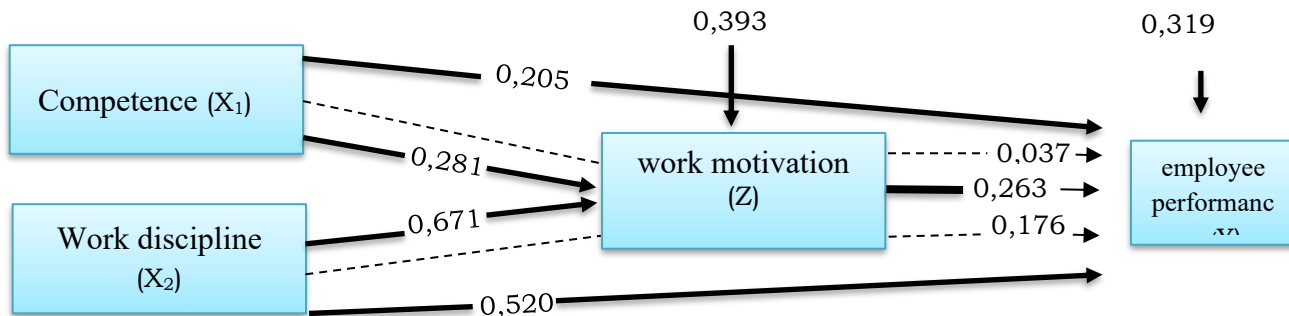 0,393
0,319
Competence (X₁)
0,205
0,281
work motivation
(Z)
0,037
0,263
0,176
employee
performanc
Work discipline
(X₂)
0,671
0,520